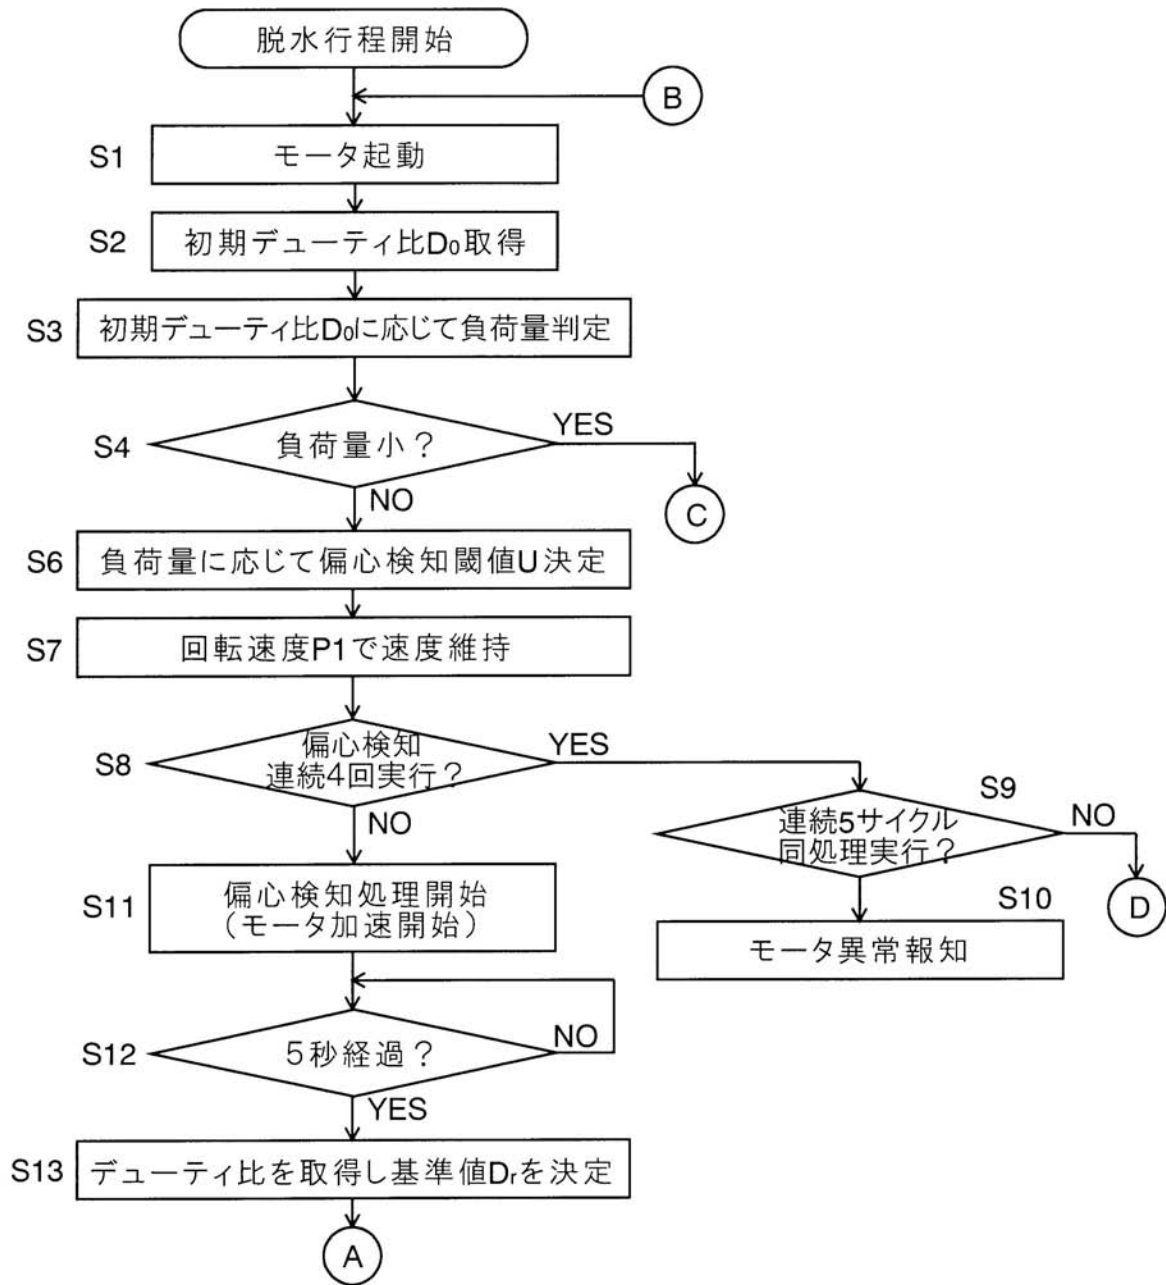 脱水行程開始
B
S1
モータ起動
S2
初期デューティ比D₀取得
S3
初期デューティ比D₀に応じて負荷量判定
S4
負荷量小？
YES
C
NO
S6
負荷量に応じて偏心検知閾値U決定
S7
回転速度P1で速度維持
S8
偏心検知
連続4回実行？
YES
NO
S9
連続5サイクル
同処理実行？
NO
D
S10
モータ異常報知
S11
偏心検知処理開始
（モータ加速開始）
S12
5秒経過？
NO
YES
S13
デューティ比を取得し基準値Dᵣを決定
A